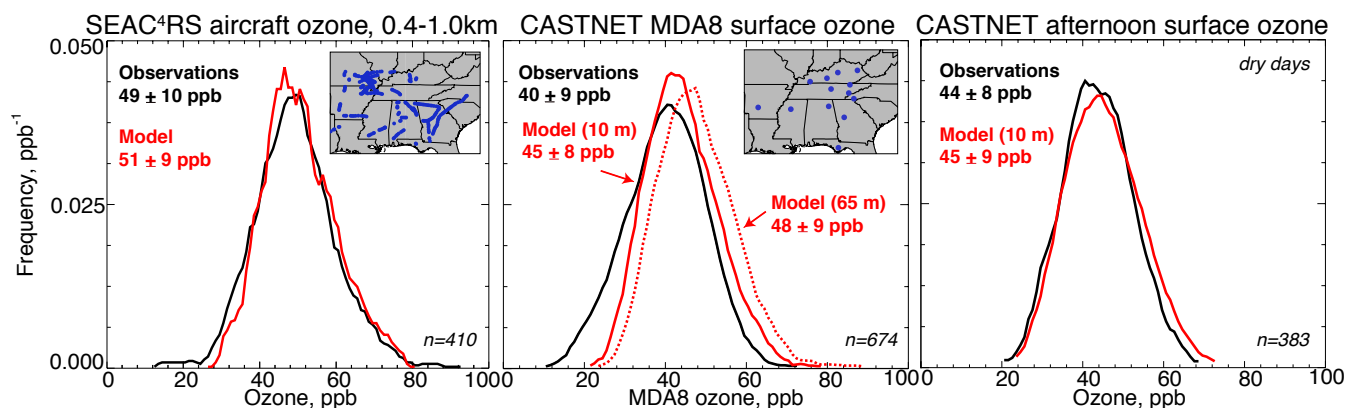 SEAC⁴RS aircraft ozone, 0.4-1.0km
CASTNET MDA8 surface ozone
CASTNET afternoon surface ozone
Frequency, ppb⁻¹
0.050
0.025
0.000
Observations
49 ± 10 ppb
Model
51 ± 9 ppb
n=410
0
20
40
60
80
100
Ozone, ppb
Observations
40 ± 9 ppb
Model (10 m)
45 ± 8 ppb
Model (65 m)
48 ± 9 ppb
n=674
0
20
40
60
80
100
MDA8 ozone, ppb
Observations
44 ± 8 ppb
Model (10 m)
45 ± 9 ppb
dry days
n=383
0
20
40
60
80
100
Ozone, ppb